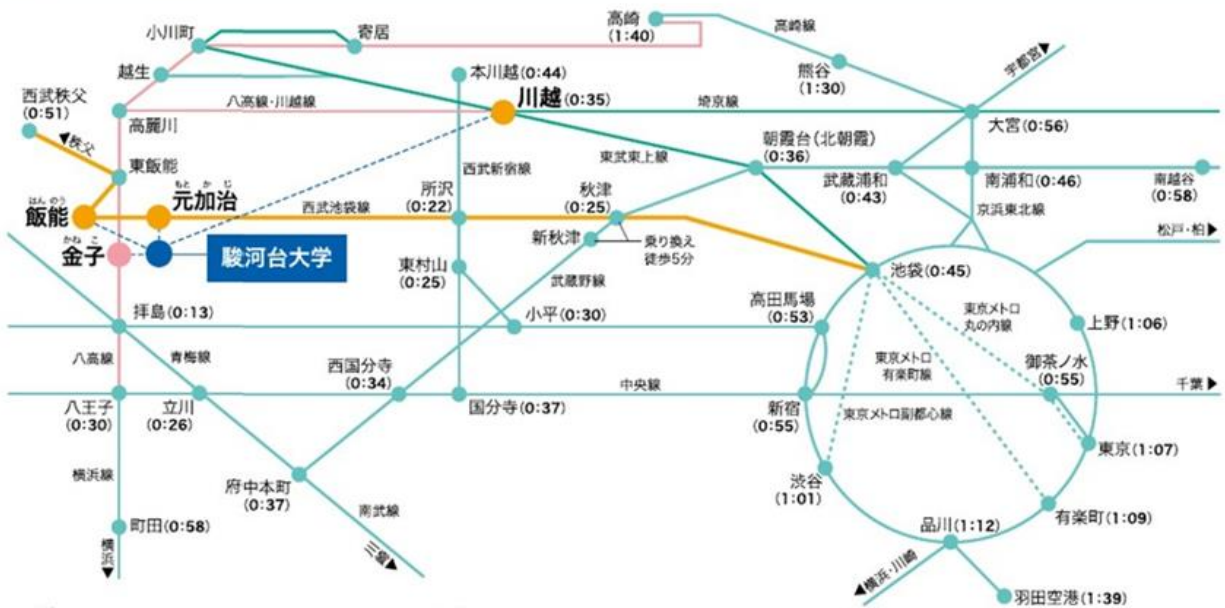 高崎
(1:40)
高崎線
小川町
寄居
宇都宮▶
越生
本川越(0:44)
熊谷
(1:30)
西武秩父
(0:51)
八高線・川越線
川越(0:35)
埼京線
大宮(0:56)
高麗川
◀秩父
朝霞台(北朝霞)
(0:36)
東武東上線
西武新宿線
東飯能
武蔵浦和
(0:43)
南浦和(0:46)
南越谷
(0:58)
もと か じ
元加治
所沢
(0:22)
秋津
(0:25)
京浜東北線
はん のう
飯能
西武池袋線
新秋津
乗り換え
徒歩5分
松戸・柏▶
かね こ
金子
駿河台大学
東村山
(0:25)
武蔵野線
池袋(0:45)
高田馬場
(0:53)
東京メトロ
丸の内線
拝島(0:13)
小平(0:30)
上野(1:06)
八高線
青梅線
西国分寺
(0:34)
東京メトロ
有楽町線
御茶ノ水
(0:55)
中央線
千葉▶
八王子
(0:30)
立川
(0:26)
国分寺(0:37)
新宿
(0:55)
東京メトロ副都心線
東京(1:07)
横浜線
府中本町
(0:37)
渋谷
(1:01)
南武線
有楽町(1:09)
町田(0:58)
品川(1:12)
横浜▶
◀横浜・川崎
羽田空港(1:39)